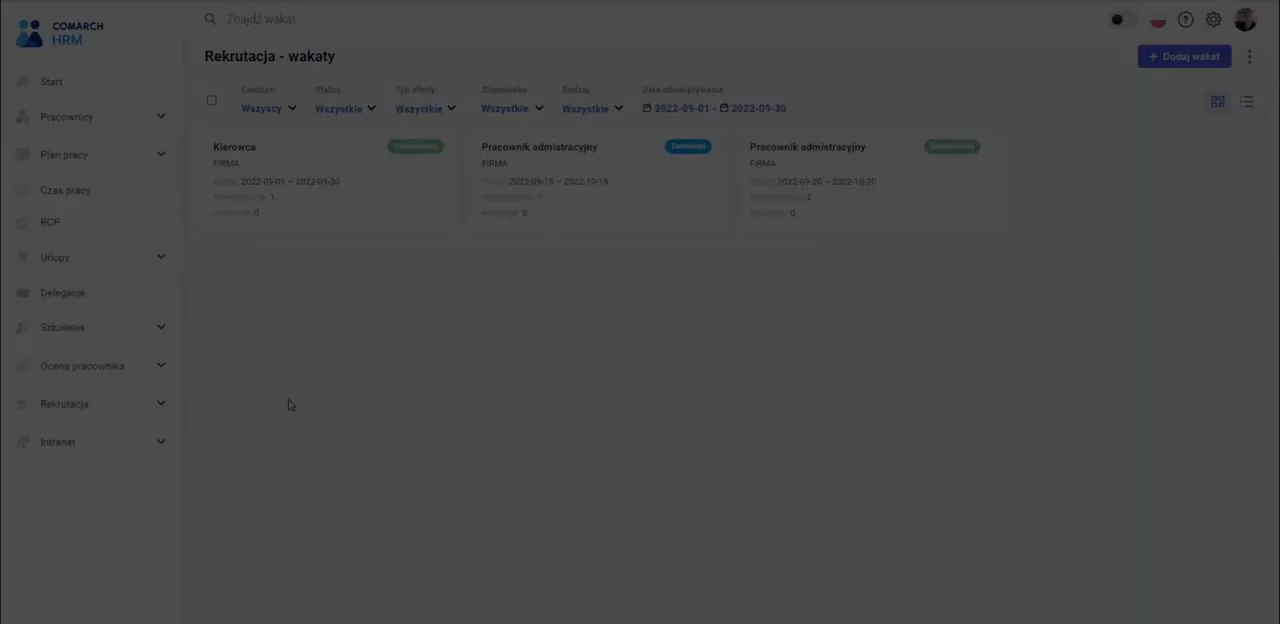 COMARCH
HRM
Znajdź wakat
Rekrutacja - wakaty
+ Dodaj wakat
Start
Pracownicy
Plan pracy
Czas pracy
RCP
Urlopy
Delegacje
Szkolenia
Ocena pracownika
Rekrutacja
Intranet
Centrum: Status: Typ oferty: Stanowisko: Rodzaj: Data obowiązywania:
Wszyscy Wszystkie Wszystkie Wszystkie Wszystkie 2022-09-01 - 2022-09-30
Kierowca
FIRMA
2022-09-01 – 2022-09-30
1
0
Pracownik admistracyjny
FIRMA
2022-09-15 – 2022-10-15
1
0
Pracownik admistracyjny
FIRMA
2022-09-20 – 2022-10-20
2
0